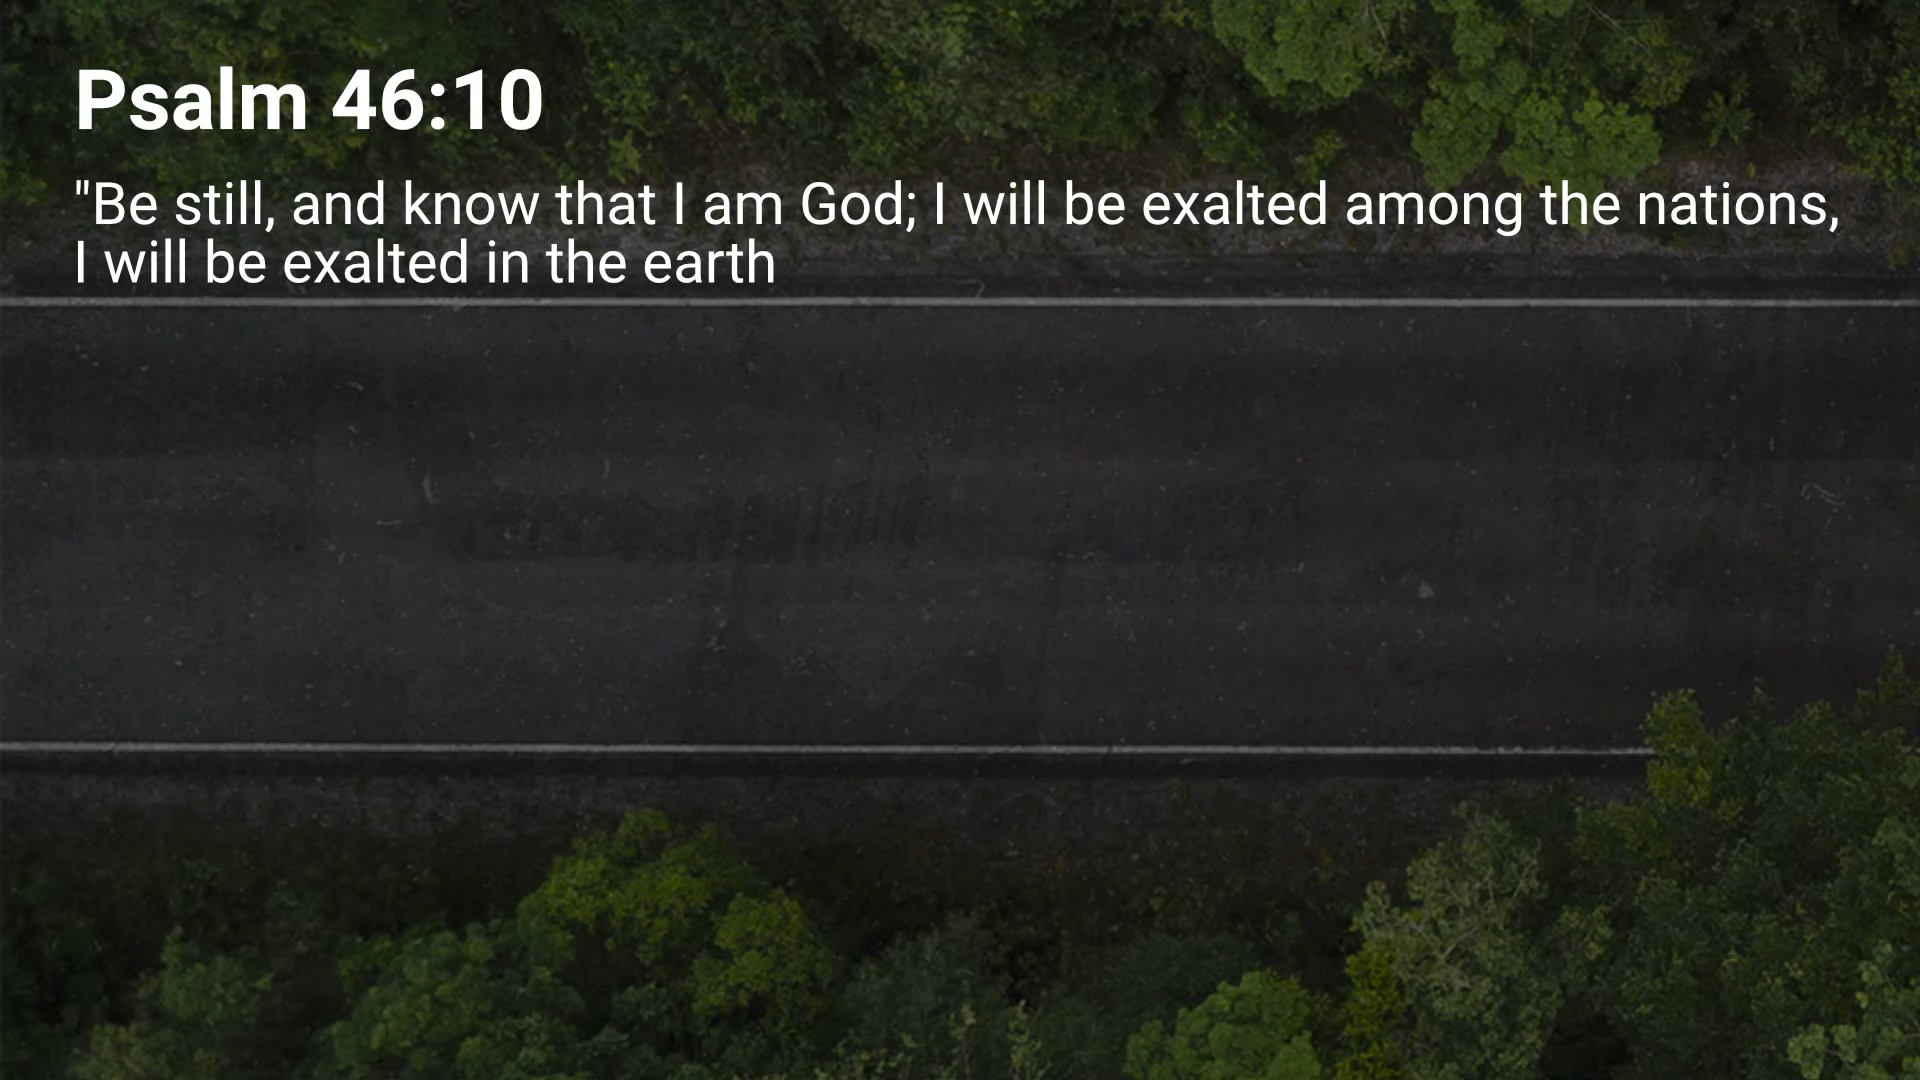 Psalm 46:10
"Be still, and know that I am God; I will be exalted among the nations,
I will be exalted in the earth